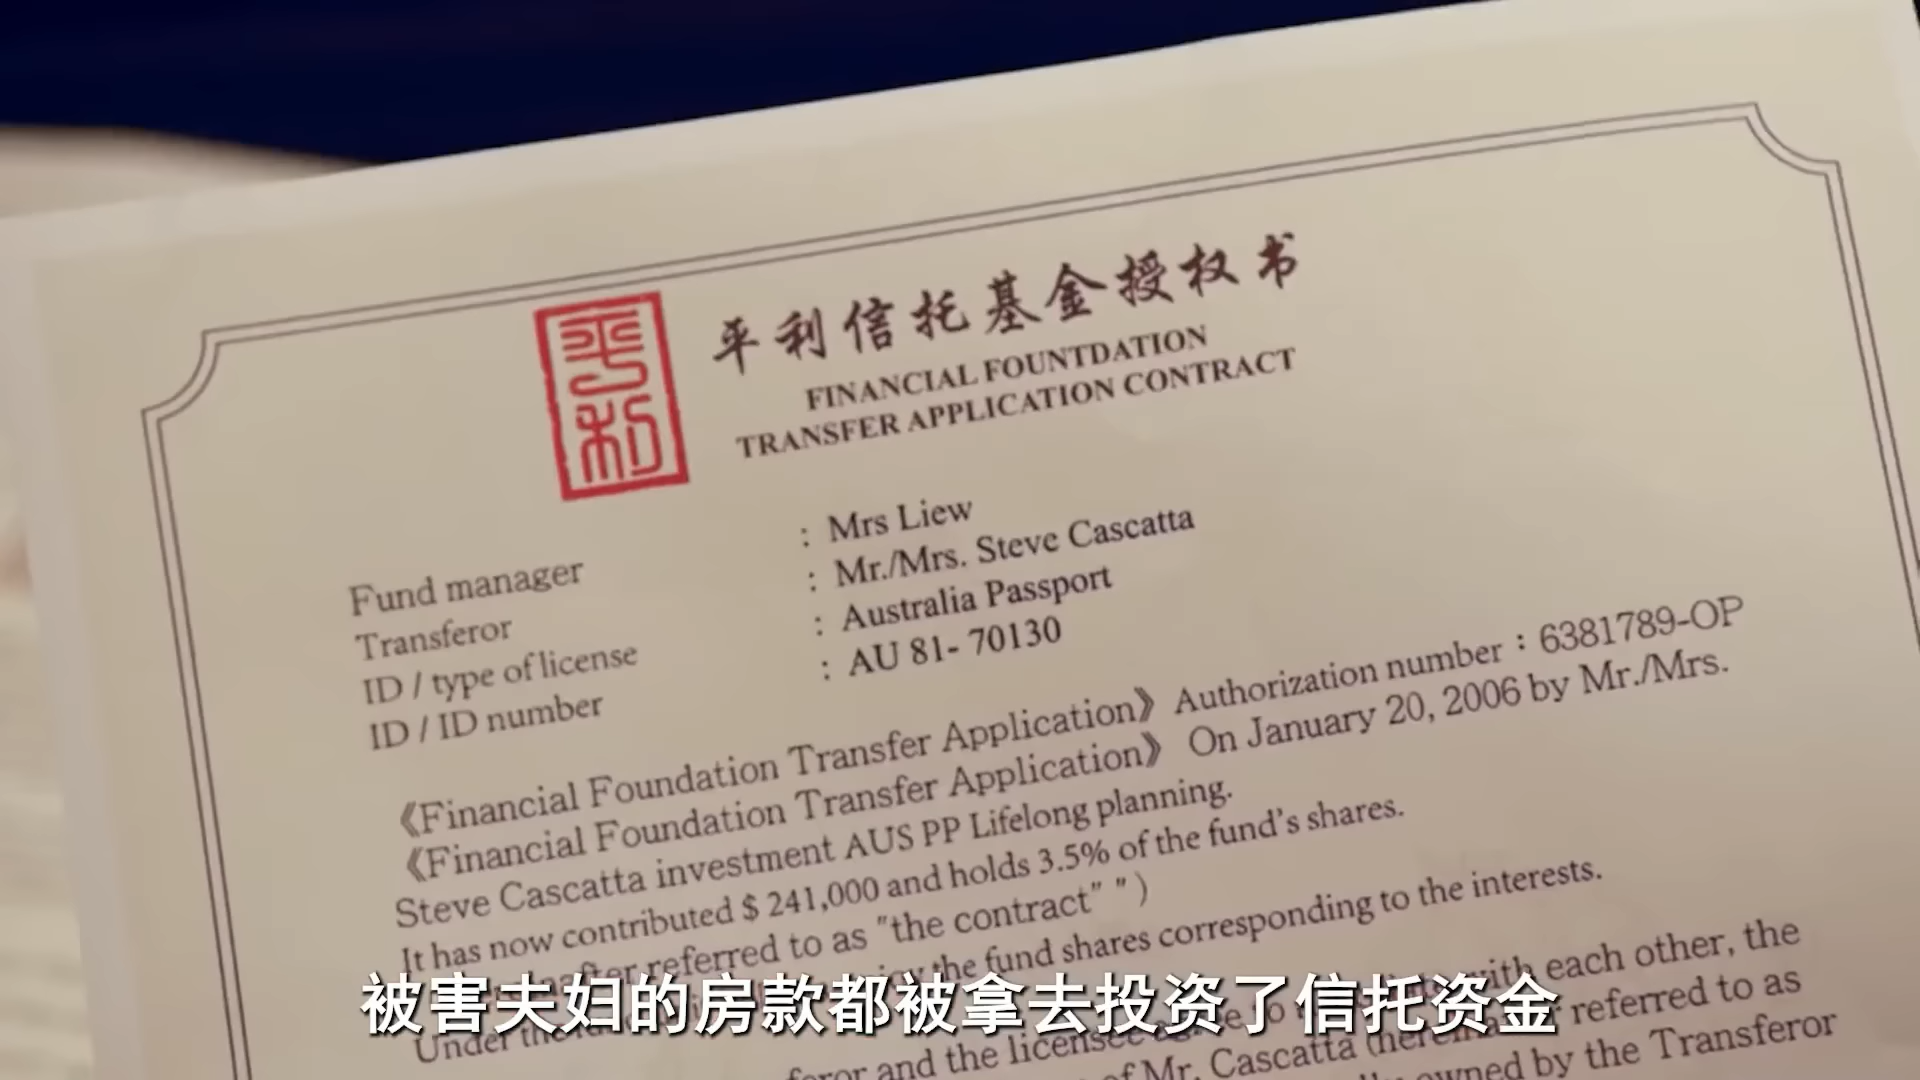 平利
平利信托基金授权书
FINANCIAL FOUNTDATION
TRANSFER APPLICATION CONTRACT
Fund manager : Mrs Liew
Transferor : Mr./Mrs. Steve Cascatta
ID / type of license : Australia Passport
ID / ID number : AU 81- 70130
《Financial Foundation Transfer Application》 Authorization number : 6381789-OP
《Financial Foundation Transfer Application》 On January 20, 2006 by Mr./Mrs.
Steve Cascatta investment AUS PP Lifelong planning.
It has now contributed $ 241,000 and holds 3.5% of the fund's shares.
referred to as "the contract" ")
the fund shares corresponding to the interests.
Under the with each other, the
and the licensee referred to as
of Mr. Cascatta owned by the Transferor
被害夫妇的房款都被拿去投资了信托资金